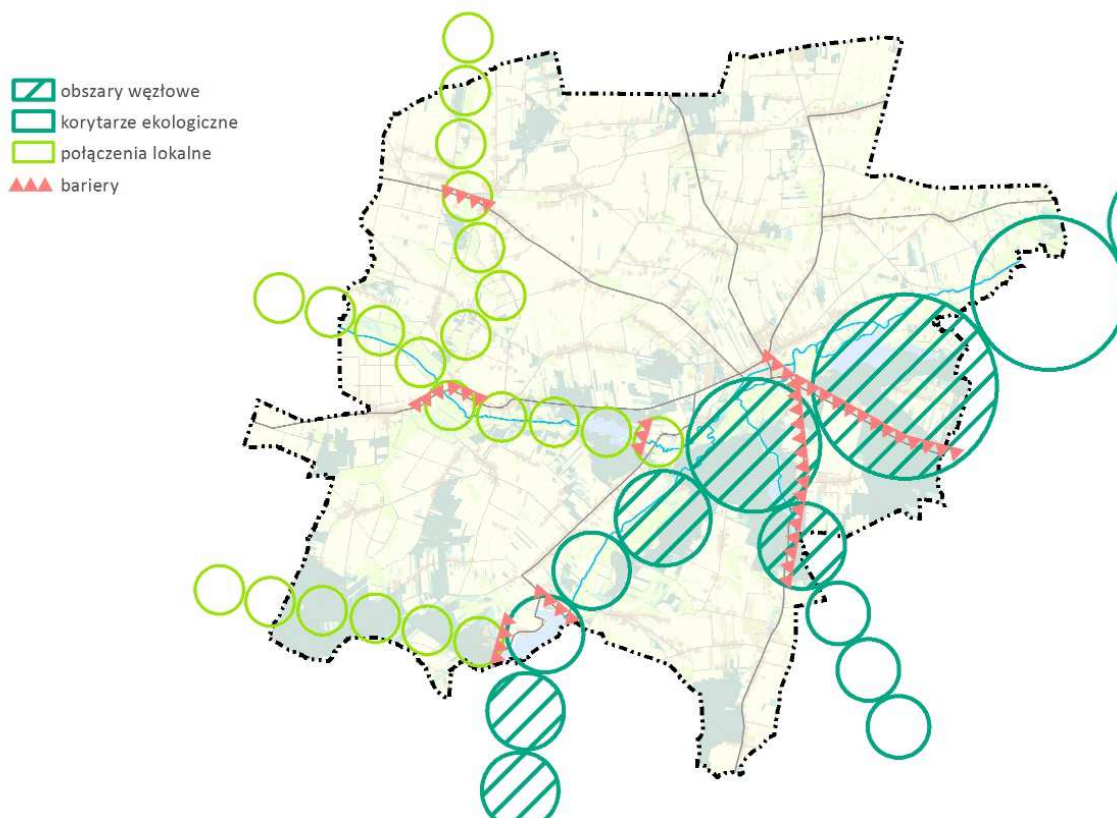 obszary węzłowe
korytarze ekologiczne
połączenia lokalne
bariery